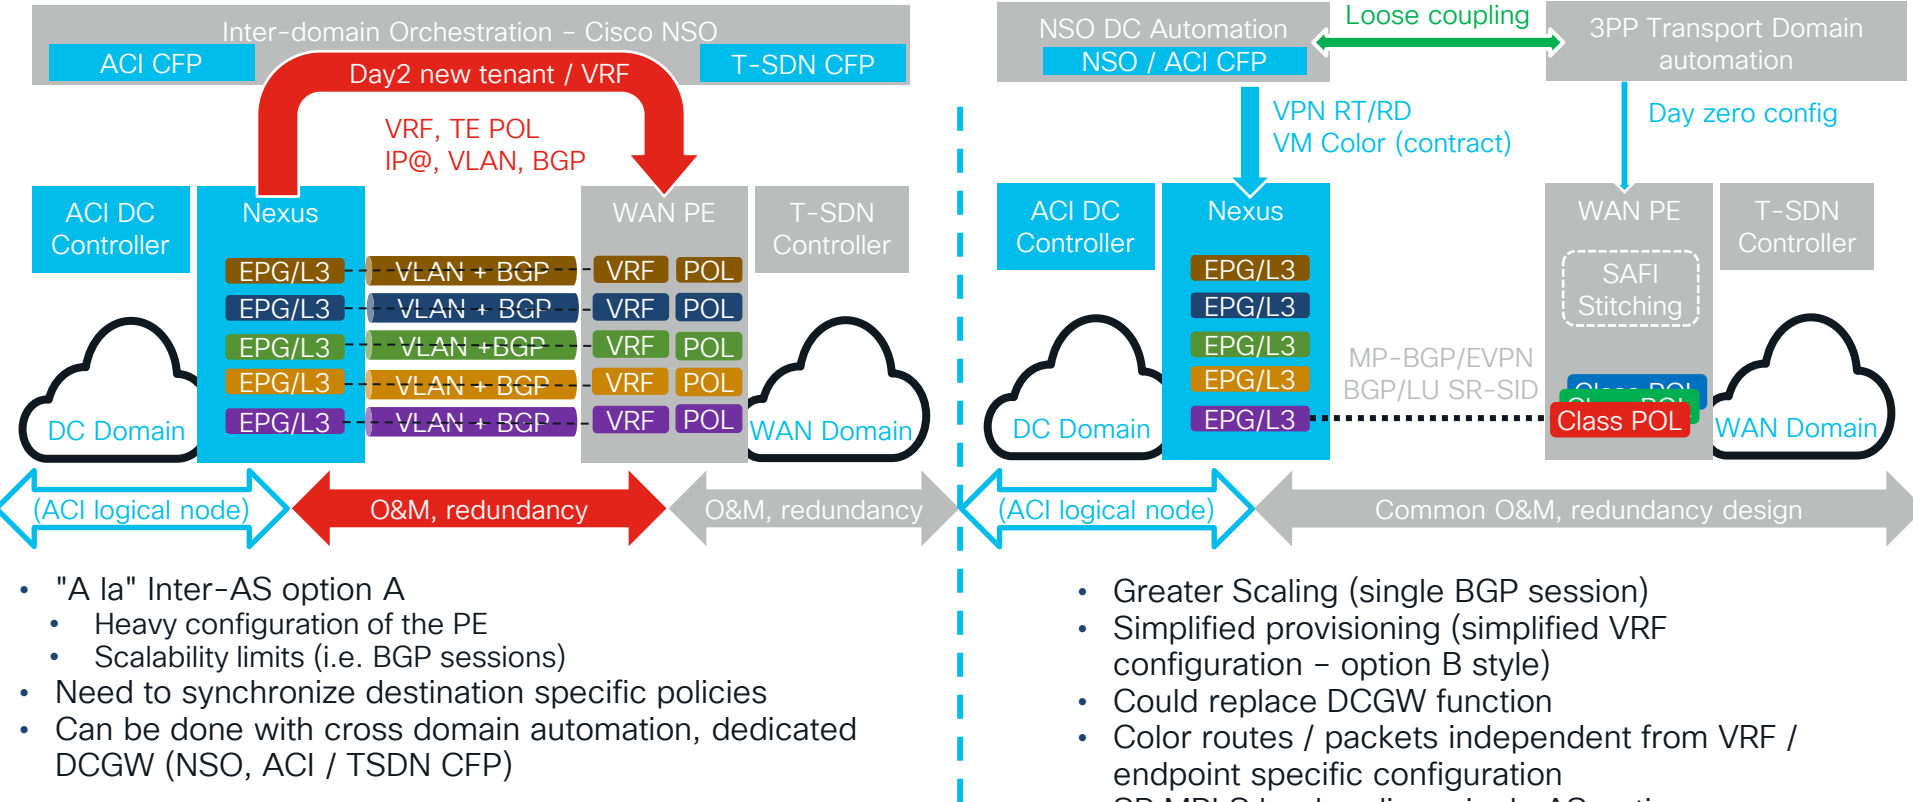 Inter-domain Orchestration – Cisco NSO
ACI CFP
T-SDN CFP
Day2 new tenant / VRF
VRF, TE POL
IP@, VLAN, BGP
ACI DC
Controller
Nexus
WAN PE
T-SDN
Controller
EPG/L3 VLAN + BGP VRF POL
EPG/L3 VLAN + BGP VRF POL
EPG/L3 VLAN +BGP VRF POL
EPG/L3 VLAN + BGP VRF POL
EPG/L3 VLAN + BGP VRF POL
DC Domain
WAN Domain
(ACI logical node)
O&M, redundancy
O&M, redundancy
• "A la" Inter-AS option A
• Heavy configuration of the PE
• Scalability limits (i.e. BGP sessions)
• Need to synchronize destination specific policies
• Can be done with cross domain automation, dedicated
DCGW (NSO, ACI / TSDN CFP)
NSO DC Automation
NSO / ACI CFP
Loose coupling
3PP Transport Domain
automation
VPN RT/RD
VM Color (contract)
Day zero config
ACI DC
Controller
Nexus
WAN PE
T-SDN
Controller
EPG/L3
EPG/L3
EPG/L3
EPG/L3
EPG/L3
SAFI
Stitching
MP-BGP/EVPN
BGP/LU SR-SID
Class POL
Class POL
Class POL
DC Domain
WAN Domain
(ACI logical node)
Common O&M, redundancy design
• Greater Scaling (single BGP session)
• Simplified provisioning (simplified VRF
configuration – option B style)
• Could replace DCGW function
• Color routes / packets independent from VRF /
endpoint specific configuration